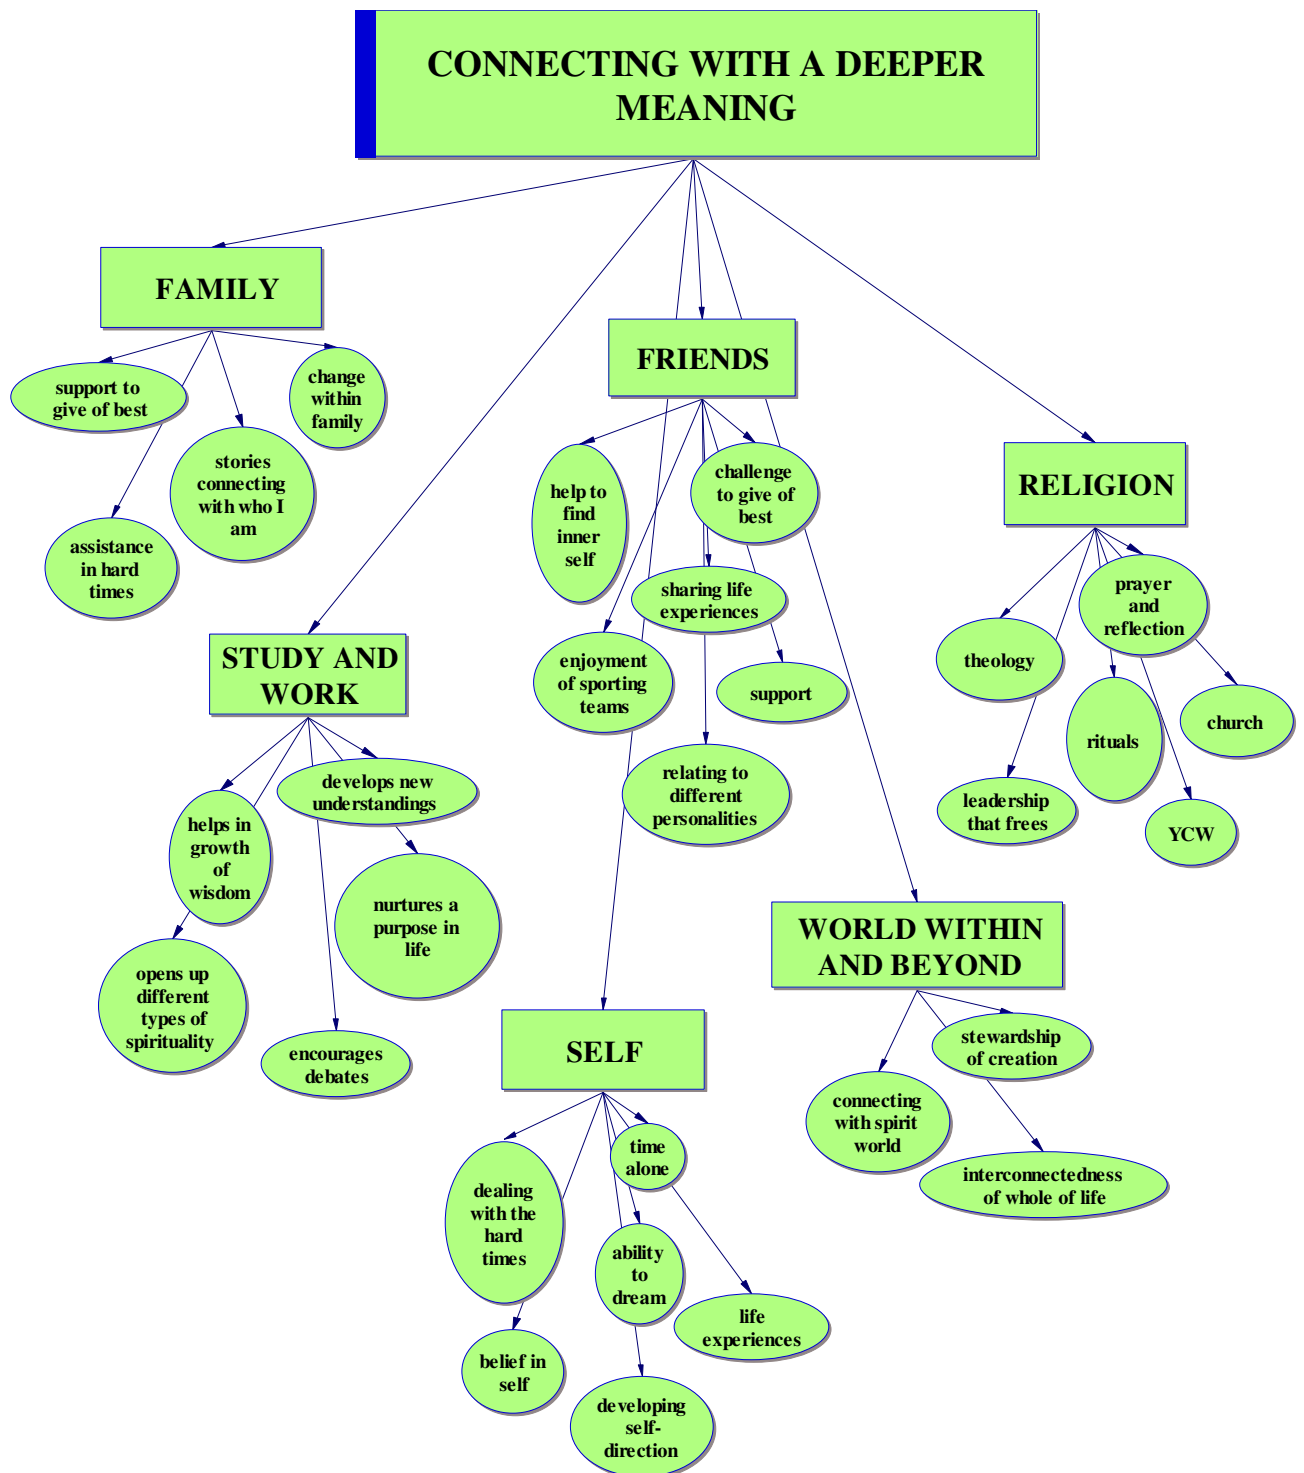 CONNECTING WITH A DEEPER
MEANING
FAMILY
support to
give of best
change
within
family
stories
connecting
with who I
am
assistance
in hard
times
FRIENDS
help to
find
inner
self
challenge
to give of
best
sharing life
experiences
enjoyment
of sporting
teams
support
relating to
different
personalities
RELIGION
prayer
and
reflection
theology
rituals
church
leadership
that frees
YCW
STUDY AND
WORK
develops new
understandings
helps in
growth
of
wisdom
nurtures a
purpose in
life
opens up
different
types of
spirituality
encourages
debates
WORLD WITHIN
AND BEYOND
stewardship
of creation
connecting
with spirit
world
interconnectedness
of whole of life
SELF
time
alone
dealing
with the
hard
times
ability
to
dream
life
experiences
belief in
self
developing
self-
direction